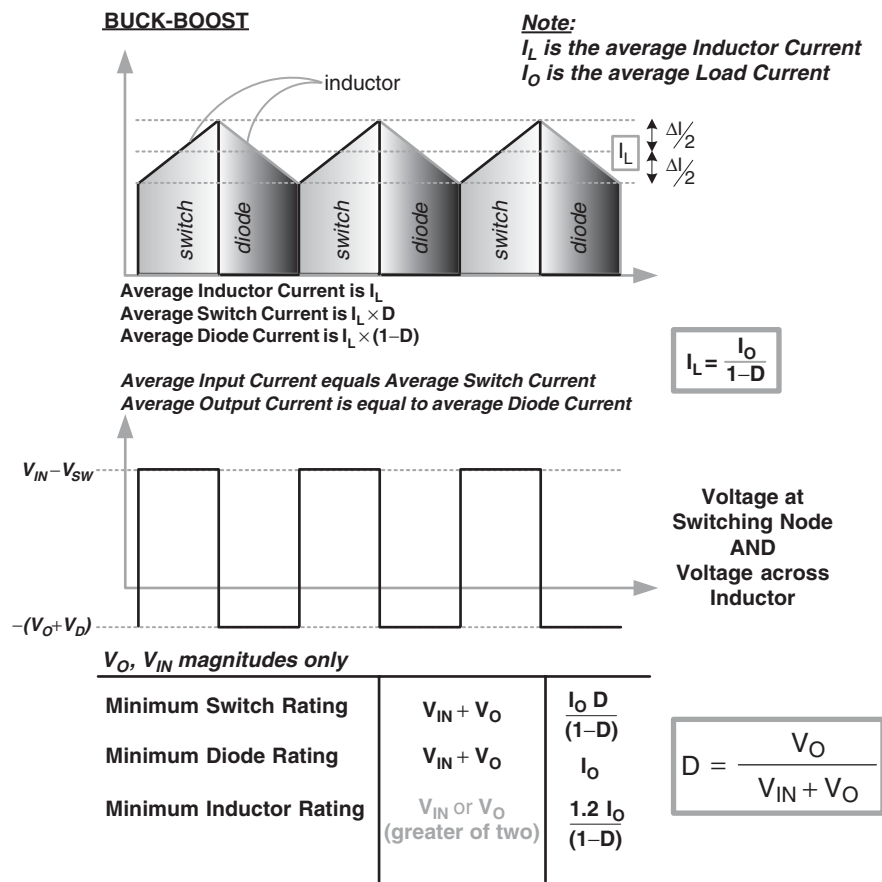 BUCK-BOOST
Note:
I_L is the average Inductor Current
I_O is the average Load Current
inductor
ΔI/2
I_L
ΔI/2
switch
diode
switch
diode
switch
diode
Average Inductor Current is I_L
Average Switch Current is I_L × D
Average Diode Current is I_L × (1–D)
I_L = I_O / (1–D)
Average Input Current equals Average Switch Current
Average Output Current is equal to average Diode Current
V_IN – V_SW
Voltage at
Switching Node
AND
Voltage across
Inductor
–(V_O + V_D)
V_O, V_IN magnitudes only
Minimum Switch Rating V_IN + V_O I_O D / (1–D)
Minimum Diode Rating V_IN + V_O I_O
Minimum Inductor Rating V_IN or V_O (greater of two) 1.2 I_O / (1–D)
D = V_O / (V_IN + V_O)